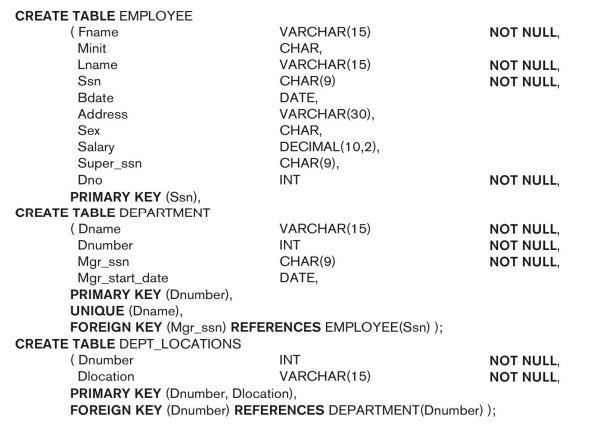 CREATE TABLE EMPLOYEE
( Fname VARCHAR(15) NOT NULL,
Minit CHAR,
Lname VARCHAR(15) NOT NULL,
Ssn CHAR(9) NOT NULL,
Bdate DATE,
Address VARCHAR(30),
Sex CHAR,
Salary DECIMAL(10,2),
Super_ssn CHAR(9),
Dno INT NOT NULL,
PRIMARY KEY (Ssn),
CREATE TABLE DEPARTMENT
( Dname VARCHAR(15) NOT NULL,
Dnumber INT NOT NULL,
Mgr_ssn CHAR(9) NOT NULL,
Mgr_start_date DATE,
PRIMARY KEY (Dnumber),
UNIQUE (Dname),
FOREIGN KEY (Mgr_ssn) REFERENCES EMPLOYEE(Ssn) );
CREATE TABLE DEPT_LOCATIONS
( Dnumber INT NOT NULL,
Dlocation VARCHAR(15) NOT NULL,
PRIMARY KEY (Dnumber, Dlocation),
FOREIGN KEY (Dnumber) REFERENCES DEPARTMENT(Dnumber) );